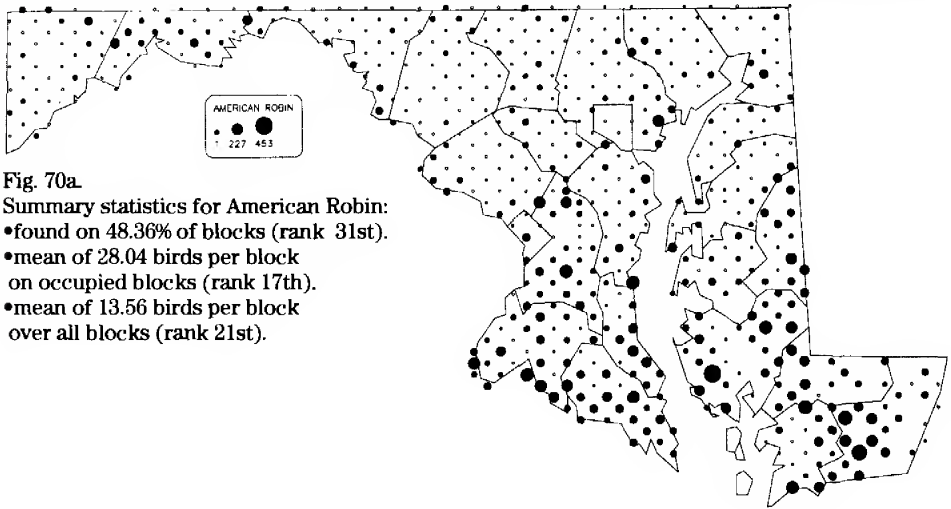 AMERICAN ROBIN
1 227 453
Fig. 70a.
Summary statistics for American Robin:
•found on 48.36% of blocks (rank 31st).
•mean of 28.04 birds per block
on occupied blocks (rank 17th).
•mean of 13.56 birds per block
over all blocks (rank 21st).